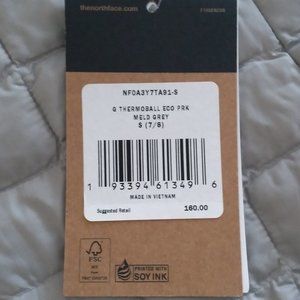 thenorthface.com
NF0A3Y7TA91-S
G THERMOBALL ECO PRK
MELD GREY
S (7/8)
1 93394 61349 6
MADE IN VIETNAM
Suggested Retail 160.00
FSC
PRINTED WITH
SOY INK